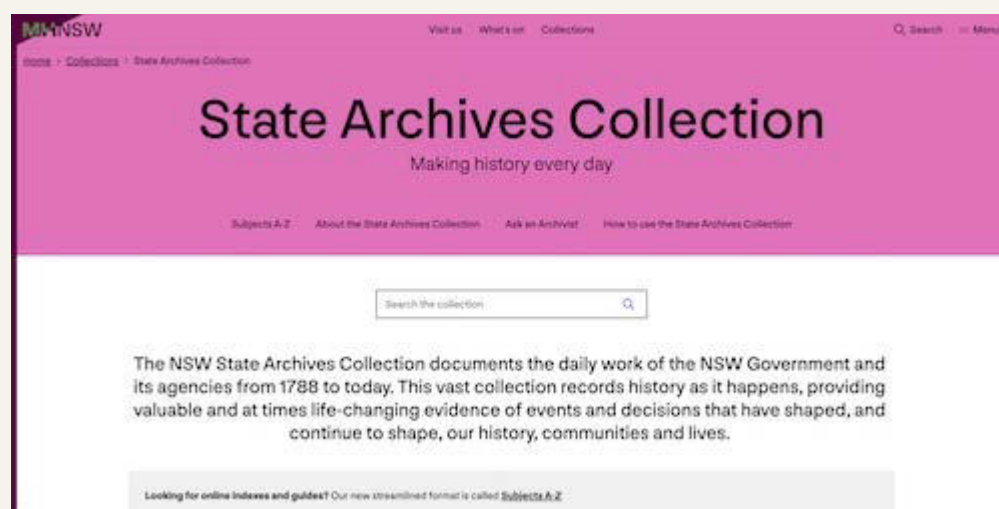 MHNSW
Visit us What's on Collections
Search Menu
Home > Collections > State Archives Collection
State Archives Collection
Making history every day
Subjects A-Z About the State Archives Collection Ask an Archivist How to use the State Archives Collection
Search the collection
The NSW State Archives Collection documents the daily work of the NSW Government and
its agencies from 1788 to today. This vast collection records history as it happens, providing
valuable and at times life-changing evidence of events and decisions that have shaped, and
continue to shape, our history, communities and lives.
Looking for online indexes and guides? Our new streamlined format is called Subjects A-Z